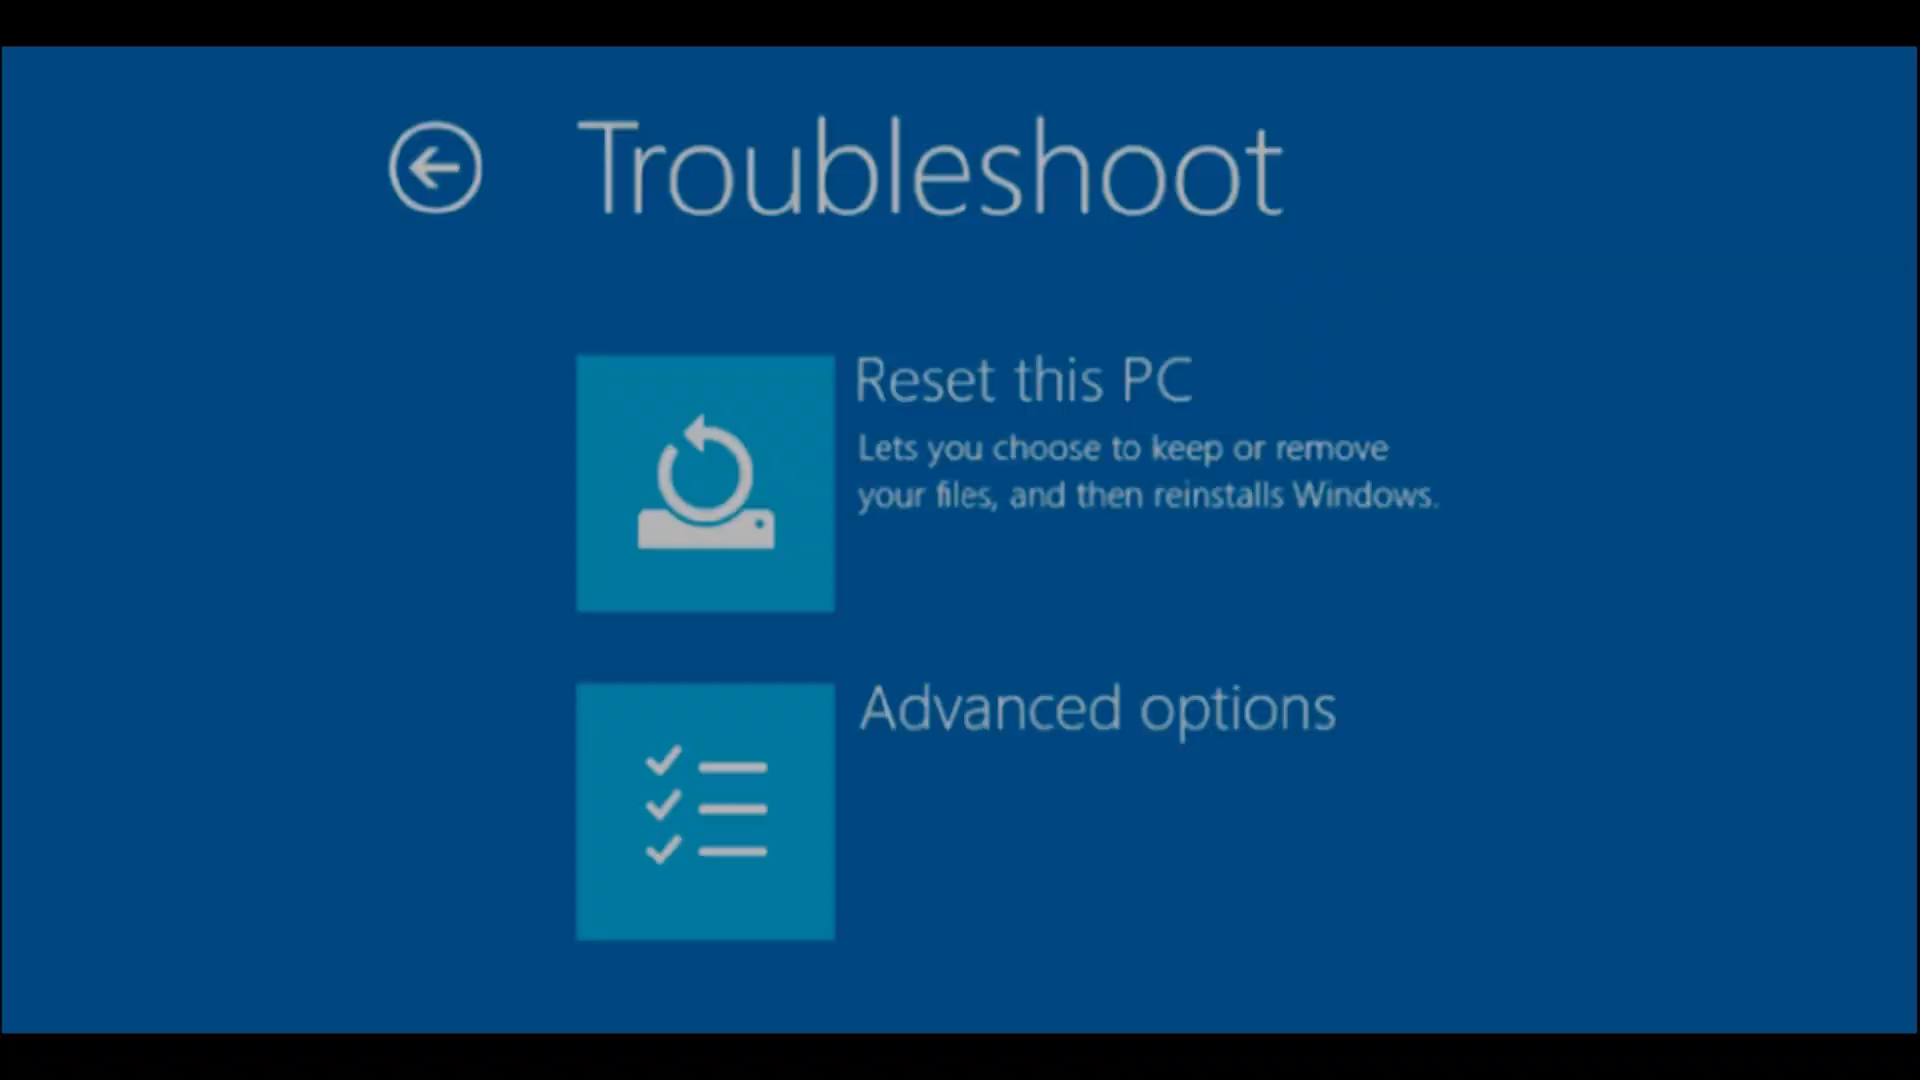 Troubleshoot
Reset this PC
Lets you choose to keep or remove
your files, and then reinstalls Windows.
Advanced options